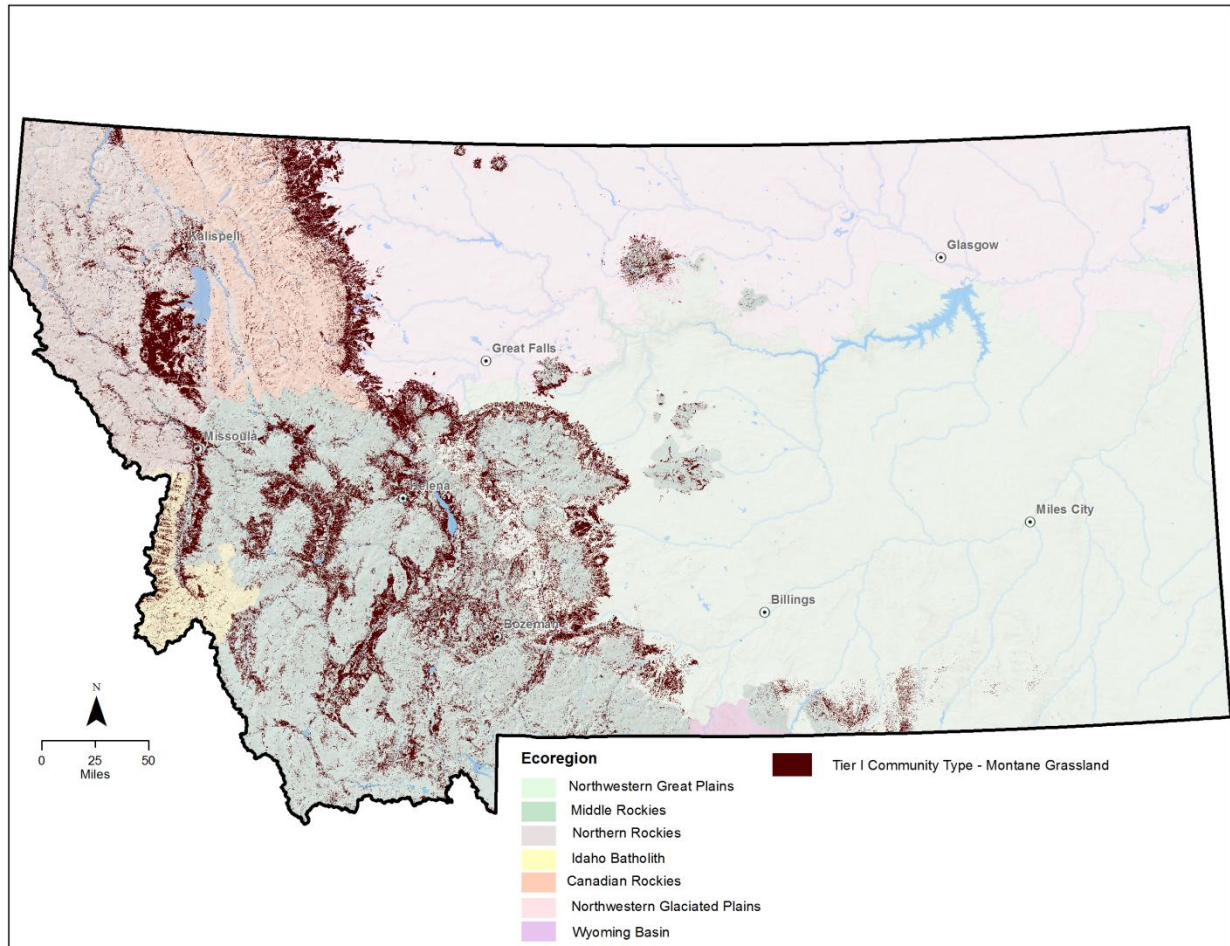 Kalispell
Glasgow
Great Falls
Missoula
Helena
Miles City
Billings
Bozeman
N
0 25 50
Miles
Ecoregion
Northwestern Great Plains
Middle Rockies
Northern Rockies
Idaho Batholith
Canadian Rockies
Northwestern Glaciated Plains
Wyoming Basin
Tier I Community Type - Montane Grassland